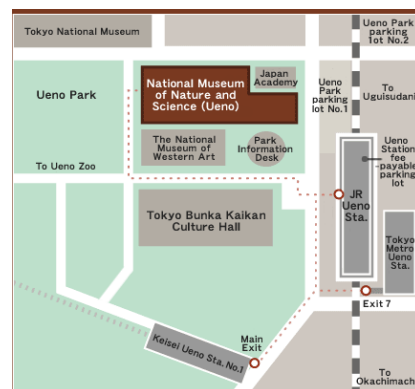 Tokyo National Museum
Ueno Park
parking
lot No.2
National Museum
of Nature and
Science (Ueno)
Japan
Academy
Ueno
Park
parking
lot No.1
To
Uguisudani
Ueno Park
The National
Museum of
Western Art
Park
Information
Desk
Ueno
Station
fee
payable
parking
lot
To Ueno Zoo
JR
Ueno
Sta.
Tokyo Bunka Kaikan
Culture Hall
Tokyo
Metro
Ueno
Sta.
Exit 7
Main
Exit
Keisei Ueno Sta. No.1
To
Okachimach